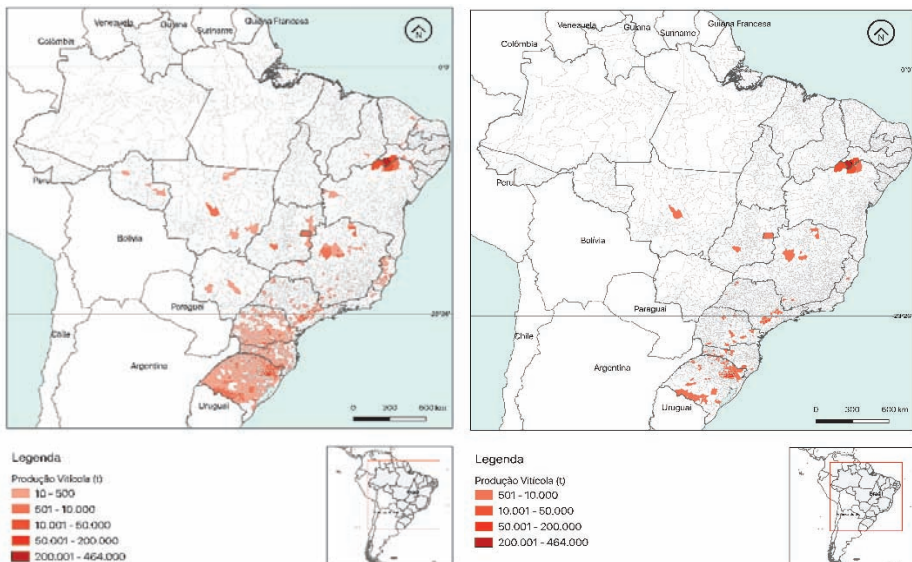 Venezuela
Guiana
Guiana Francesa
Suriname
Colômbia
N
0°0'
Peru
Bolívia
Paraguai
Chile
Argentina
Uruguai
0 300 600 km
Legenda
Produção Vitícola (t)
10 - 500
501 - 10.000
10.001 - 50.000
50.001 - 200.000
200.001 - 464.000
Venezuela
Guiana
Guiana Francesa
Suriname
Colômbia
N
0°0'
Peru
Bolívia
Paraguai
Chile
Argentina
Uruguai
0 300 600 km
Legenda
Produção Vitícola (t)
501 - 10.000
10.001 - 50.000
50.001 - 200.000
200.001 - 464.000
Brasil